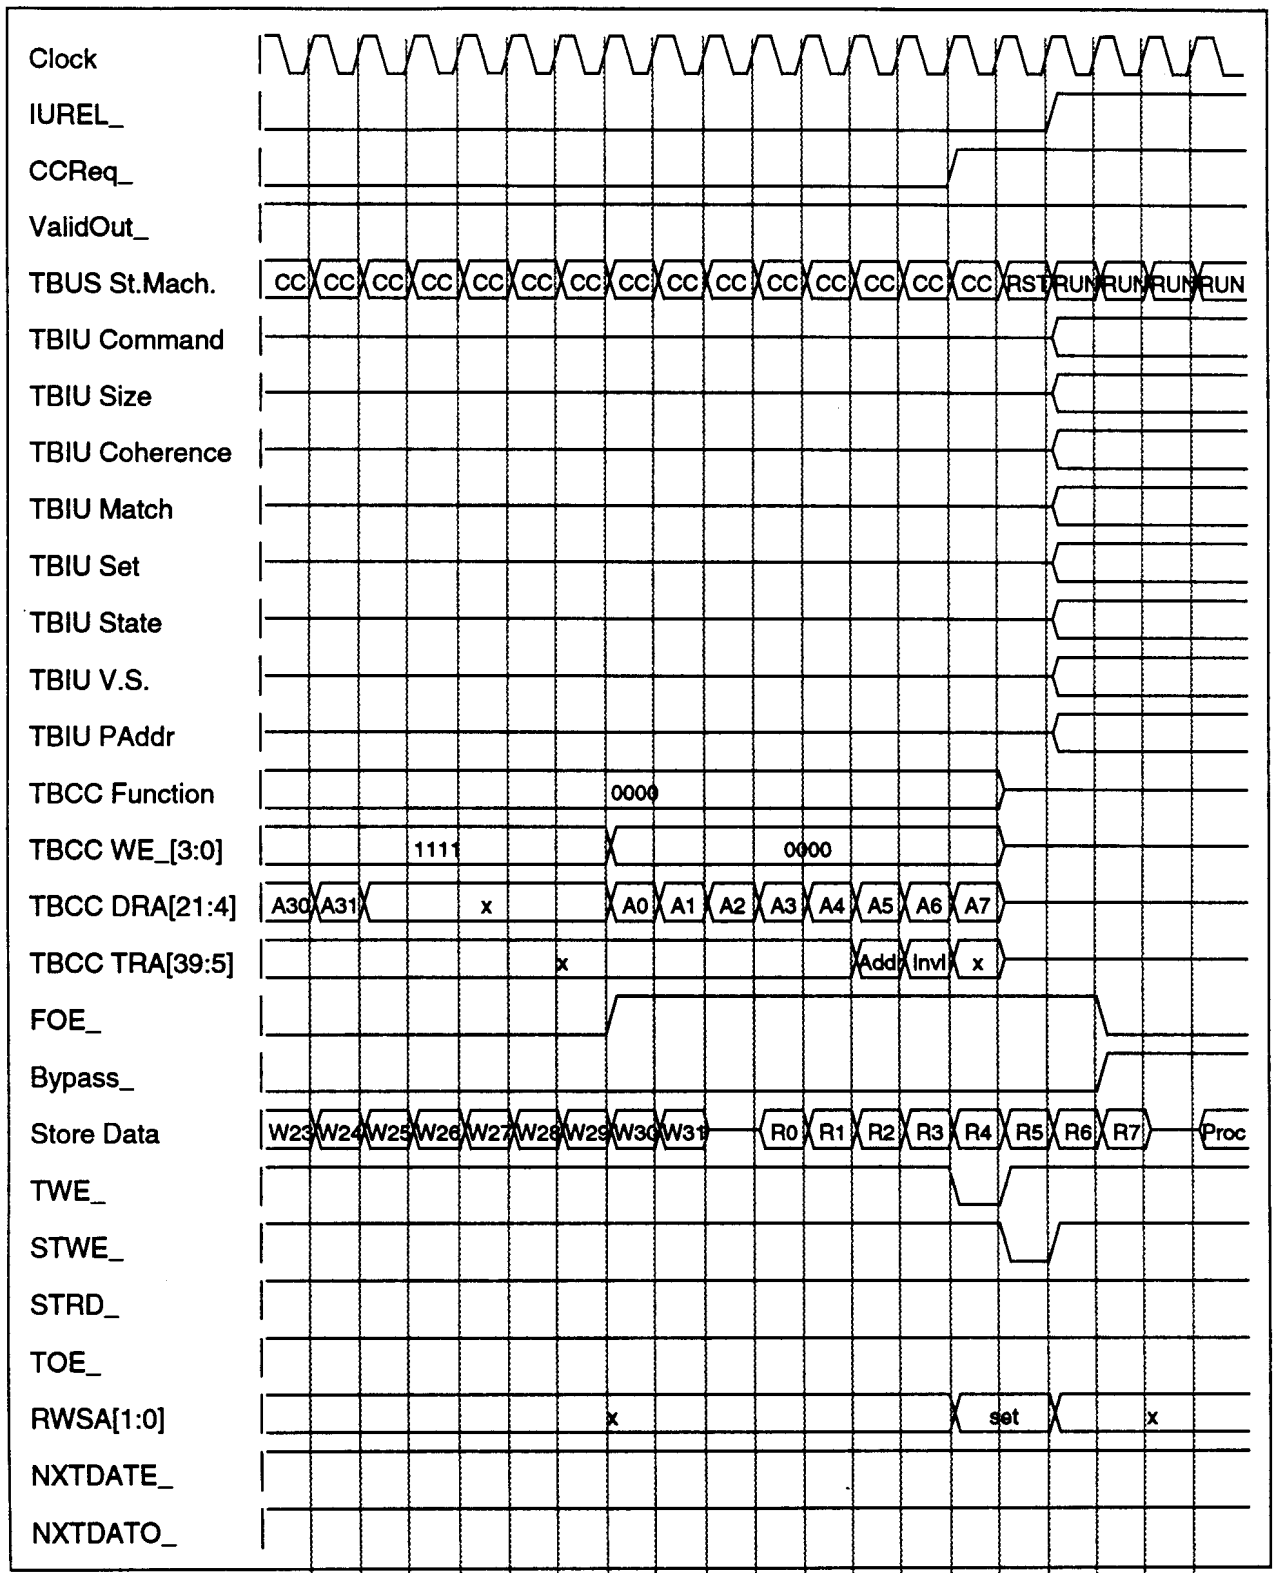 Clock
IUREL_
CCReq_
ValidOut_
TBUS St.Mach. CC CC CC CC CC CC CC CC CC CC CC CC CC CC CC RST RUN RUN RUN RUN
TBIU Command
TBIU Size
TBIU Coherence
TBIU Match
TBIU Set
TBIU State
TBIU V.S.
TBIU PAddr
TBCC Function 0000
TBCC WE_[3:0] 1111 0000
TBCC DRA[21:4] A30 A31 x A0 A1 A2 A3 A4 A5 A6 A7
TBCC TRA[39:5] x Add Invl x
FOE_
Bypass_
Store Data W23 W24 W25 W26 W27 W28 W29 W30 W31 R0 R1 R2 R3 R4 R5 R6 R7 Proc
TWE_
STWE_
STRD_
TOE_
RWSA[1:0] x set x
NXTDATE_
NXTDATO_